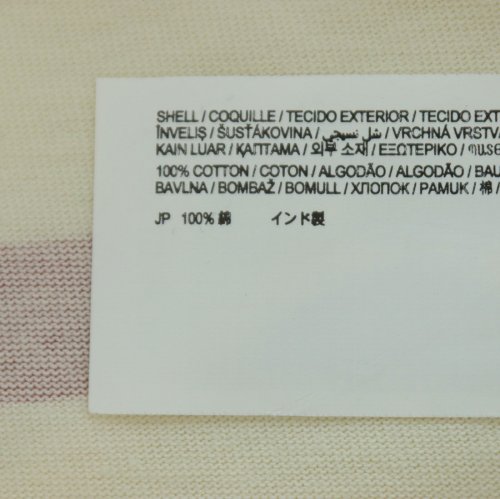 SHELL / COQUILLE / TECIDO EXTERIOR / TECIDO EXT
ÎNVELIŞ / ŠUSŤÁKOVINA / شل نسيجي / VRCHNÁ VRSTVA
KAIN LUAR / ҚАПТАМА / 외부 소재 / ΕΞΩΤΕΡΙΚΟ /
100% COTTON / COTON / ALGODÃO / ALGODÃO / BAU
BAVLNA / BOMBAŽ / BOMULL / ХЛОПОК / PAMUK / 棉 /
JP 100% 綿 インド製